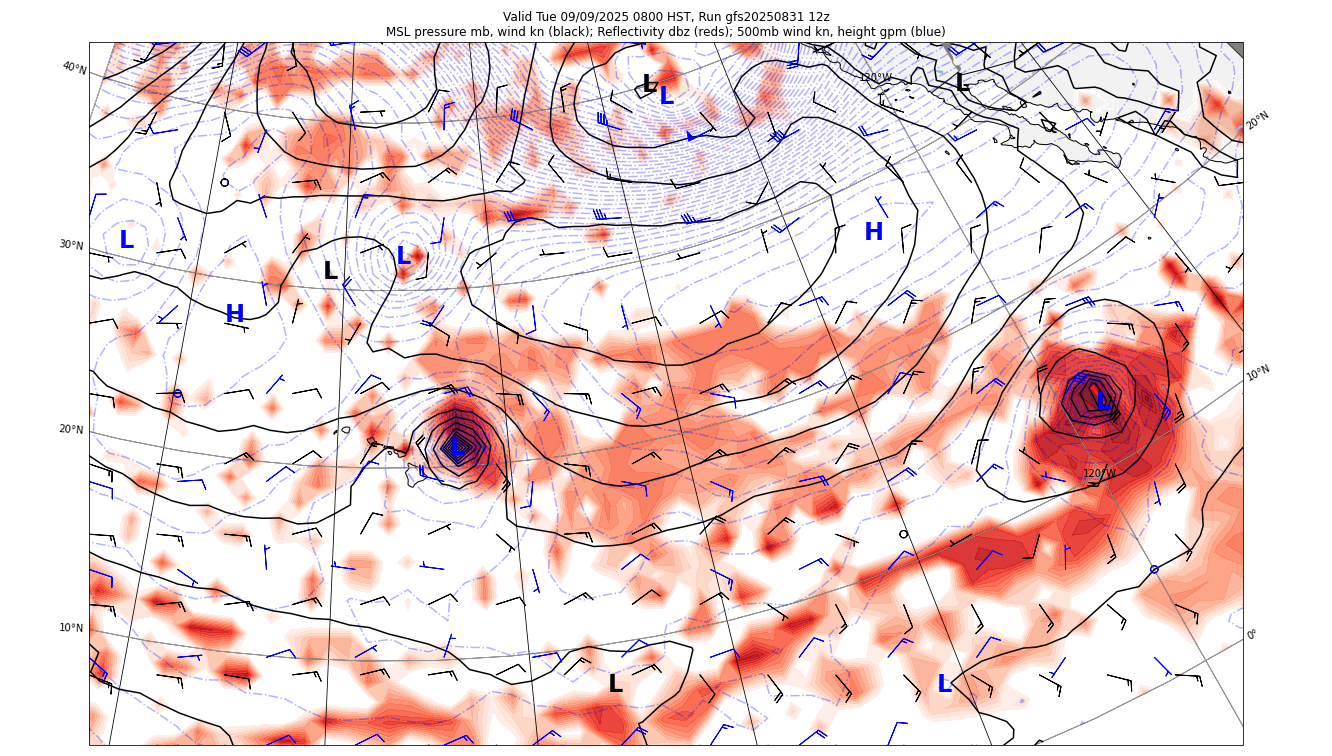 Valid Tue 09/09/2025 0800 HST, Run gfs20250831 12z
MSL pressure mb, wind kn (black); Reflectivity dbz (reds); 500mb wind kn, height gpm (blue)
40°N
L
L
120°W
L
20°N
30°N
L
L
L
H
H
10°N
20°N
L
L
120°W
10°N
0°
L
L